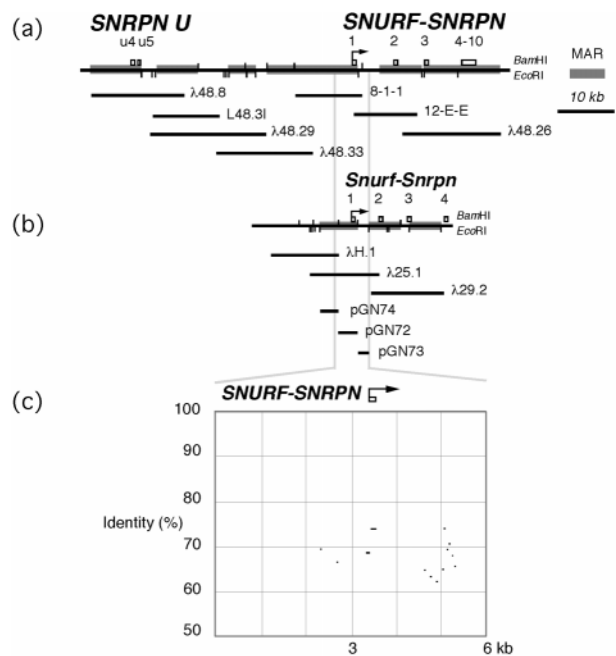 (a) SNRPN U SNURF-SNRPN
u4 u5 1 2 3 4-10
BamHI
EcoRI
MAR
10 kb
λ48.8 8-1-1
L48.3I 12-E-E
λ48.29 λ48.26
λ48.33
Snurf-Snrpn
(b) 1 2 3 4
BamHI
EcoRI
λH.1
λ25.1
λ29.2
pGN74
pGN72
pGN73
(c) SNURF-SNRPN
100
90
80
Identity (%)
70
60
50
3 6 kb